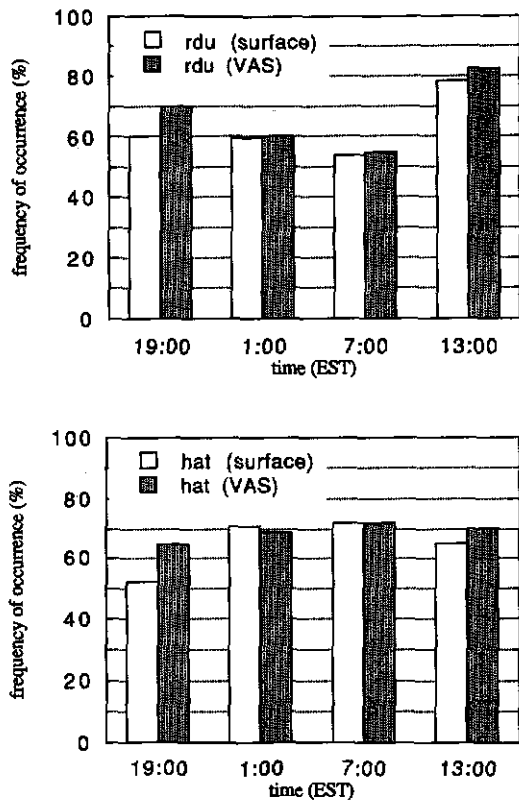 100
80
60
40
20
0
frequency of occurrence (%)
rdu (surface)
rdu (VAS)
19:00 1:00 7:00 13:00
time (EST)
100
80
60
40
20
0
frequency of occurrence (%)
hat (surface)
hat (VAS)
19:00 1:00 7:00 13:00
time (EST)